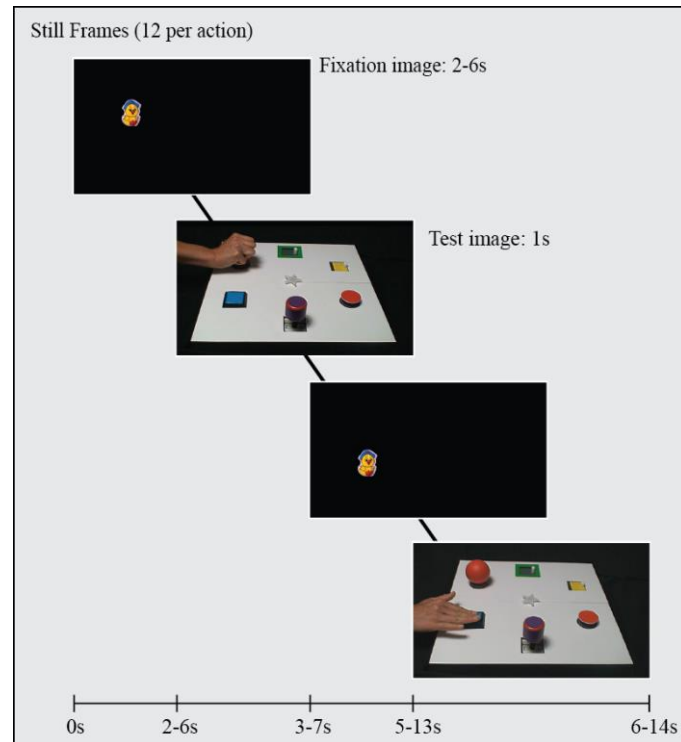 Still Frames (12 per action)
Fixation image: 2-6s
Test image: 1s
0s 2-6s 3-7s 5-13s 6-14s